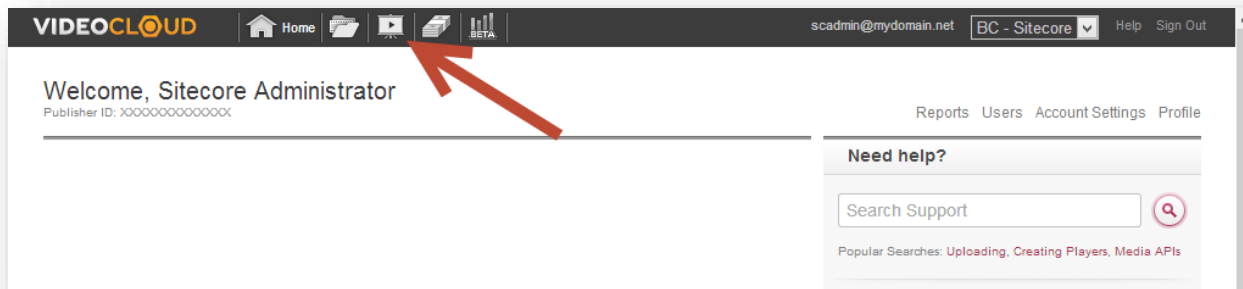 VIDEOCLOUD Home BETA scadmin@mydomain.net BC - Sitecore Help Sign Out
Welcome, Sitecore Administrator
Publisher ID: XXXXXXXXXXXXX
Reports Users Account Settings Profile
Need help?
Search Support
Popular Searches: Uploading, Creating Players, Media APIs